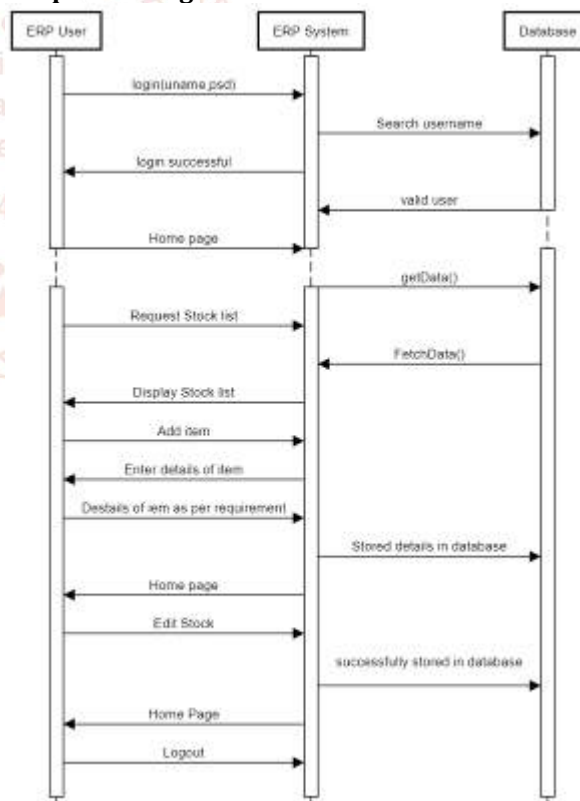 ERP User
ERP System
Database
login(uname,psd)
Search username
login successful
valid user
Home page
getData()
Request Stock list
FetchData()
Display Stock list
Add item
Enter details of item
Destails of iem as per requirement
Stored details in database
Home page
Edit Stock
successfully stored in database
Home Page
Logout